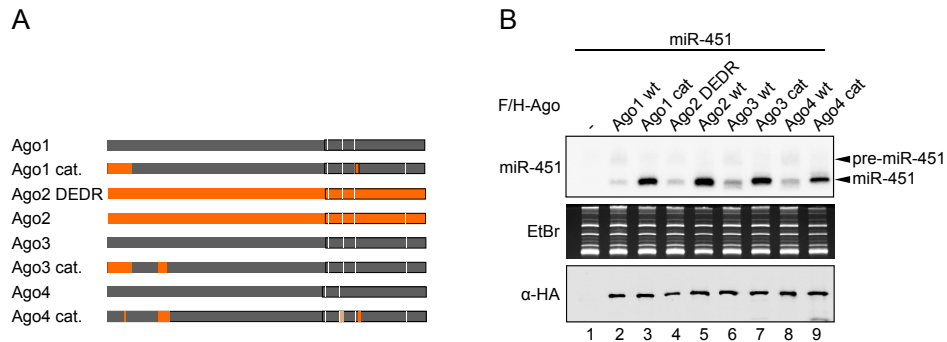 A
Ago1
Ago1 cat.
Ago2 DEDR
Ago2
Ago3
Ago3 cat.
Ago4
Ago4 cat.
B
miR-451
F/H-Ago
-
Ago1 wt
Ago1 cat
Ago2 DEDR
Ago2 wt
Ago3 wt
Ago3 cat
Ago4 wt
Ago4 cat
miR-451
pre-miR-451
miR-451
EtBr
α-HA
1 2 3 4 5 6 7 8 9